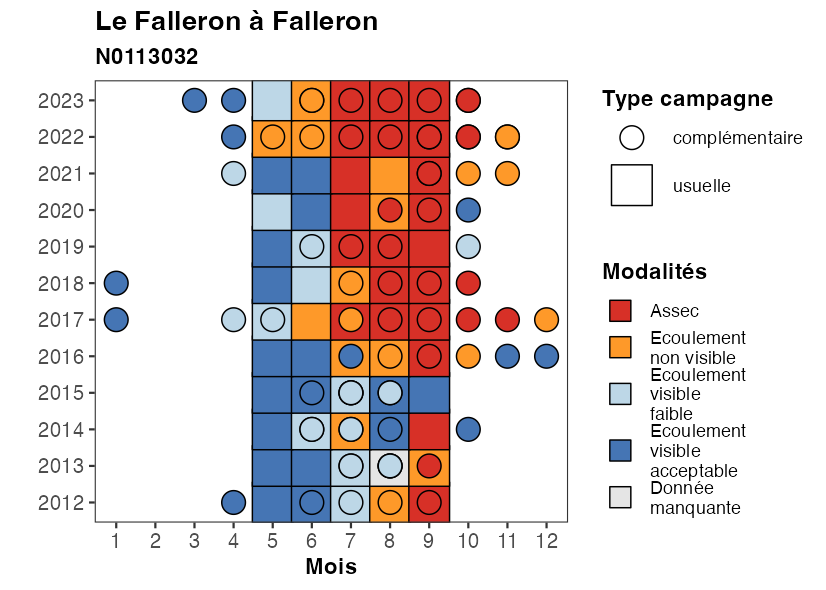 Le Falleron à Falleron
N0113032
2023
2022
2021
2020
2019
2018
2017
2016
2015
2014
2013
2012
1 2 3 4 5 6 7 8 9 10 11 12
Mois
Type campagne
complémentaire
usuelle
Modalités
Assec
Ecoulement
non visible
Ecoulement
visible
faible
Ecoulement
visible
acceptable
Donnée
manquante